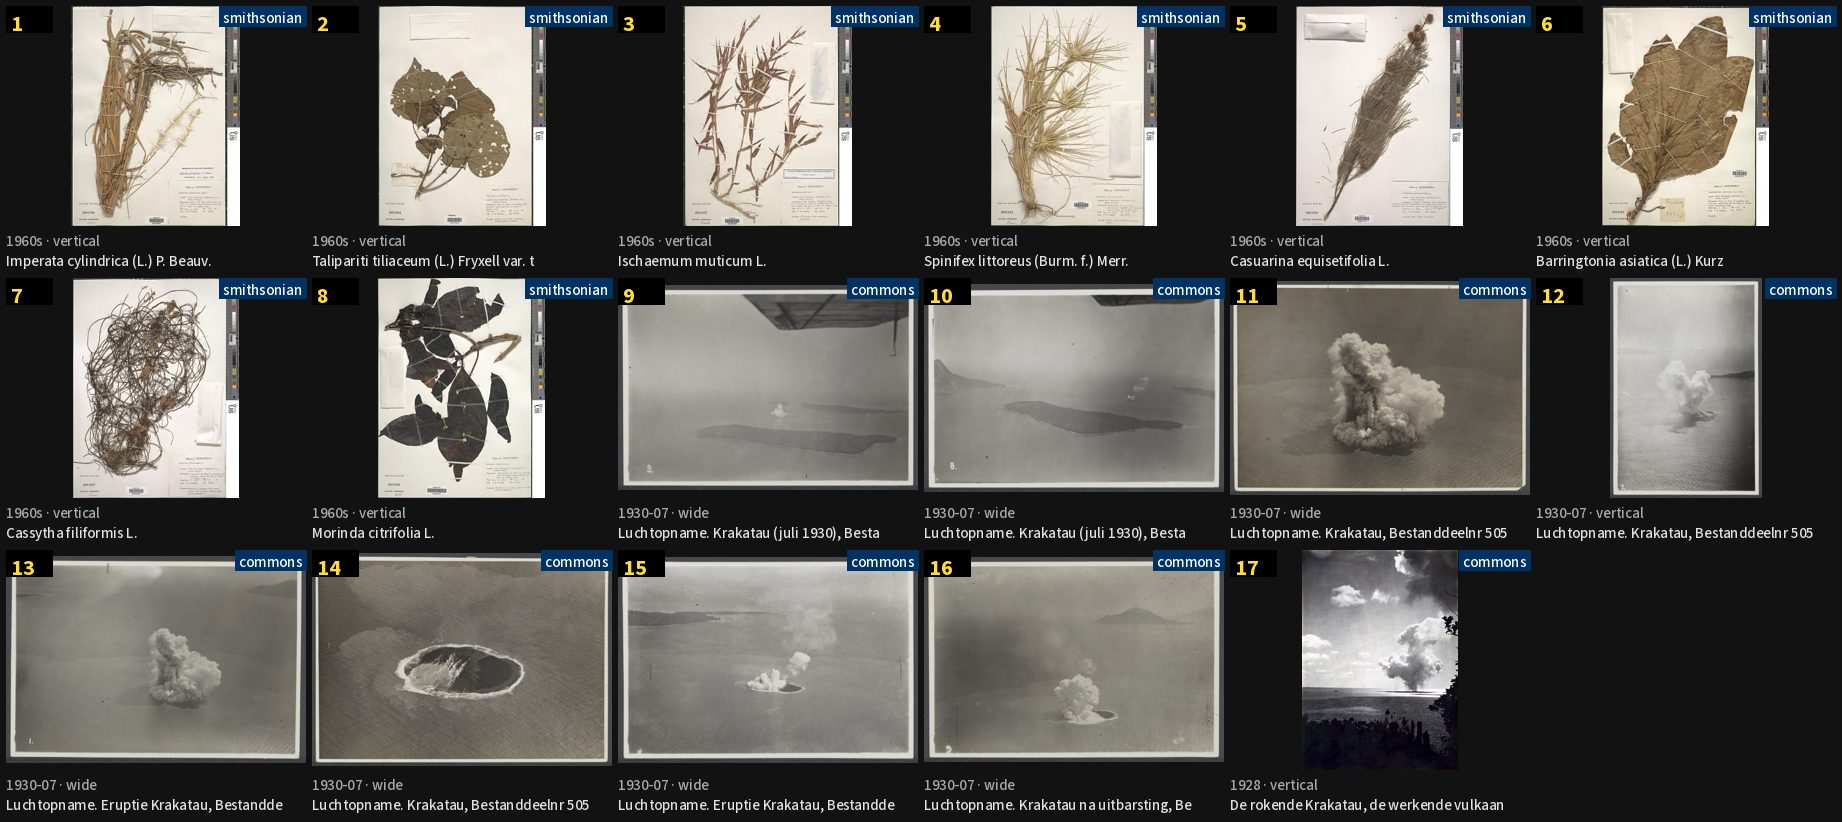 1
smithsonian
1960s · vertical
Imperata cylindrica (L.) P. Beauv.
2
smithsonian
1960s · vertical
Talipariti tiliaceum (L.) Fryxell var. t
3
smithsonian
1960s · vertical
Ischaemum muticum L.
4
smithsonian
1960s · vertical
Spinifex littoreus (Burm. f.) Merr.
5
smithsonian
1960s · vertical
Casuarina equisetifolia L.
6
smithsonian
1960s · vertical
Barringtonia asiatica (L.) Kurz
7
smithsonian
1960s · vertical
Cassytha filiformis L.
8
smithsonian
1960s · vertical
Morinda citrifolia L.
9
commons
1930-07 · wide
Luchtopname. Krakatau (juli 1930), Besta
10
commons
1930-07 · wide
Luchtopname. Krakatau (juli 1930), Besta
11
commons
1930-07 · wide
Luchtopname. Krakatau, Bestanddeelnr 505
12
commons
1930-07 · vertical
Luchtopname. Krakatau, Bestanddeelnr 505
13
commons
1930-07 · wide
Luchtopname. Eruptie Krakatau, Bestandde
14
commons
1930-07 · wide
Luchtopname. Krakatau, Bestanddeelnr 505
15
commons
1930-07 · wide
Luchtopname. Eruptie Krakatau, Bestandde
16
commons
1930-07 · wide
Luchtopname. Krakatau na uitbarsting, Be
17
commons
1928 · vertical
De rokende Krakatau, de werkende vulkaan